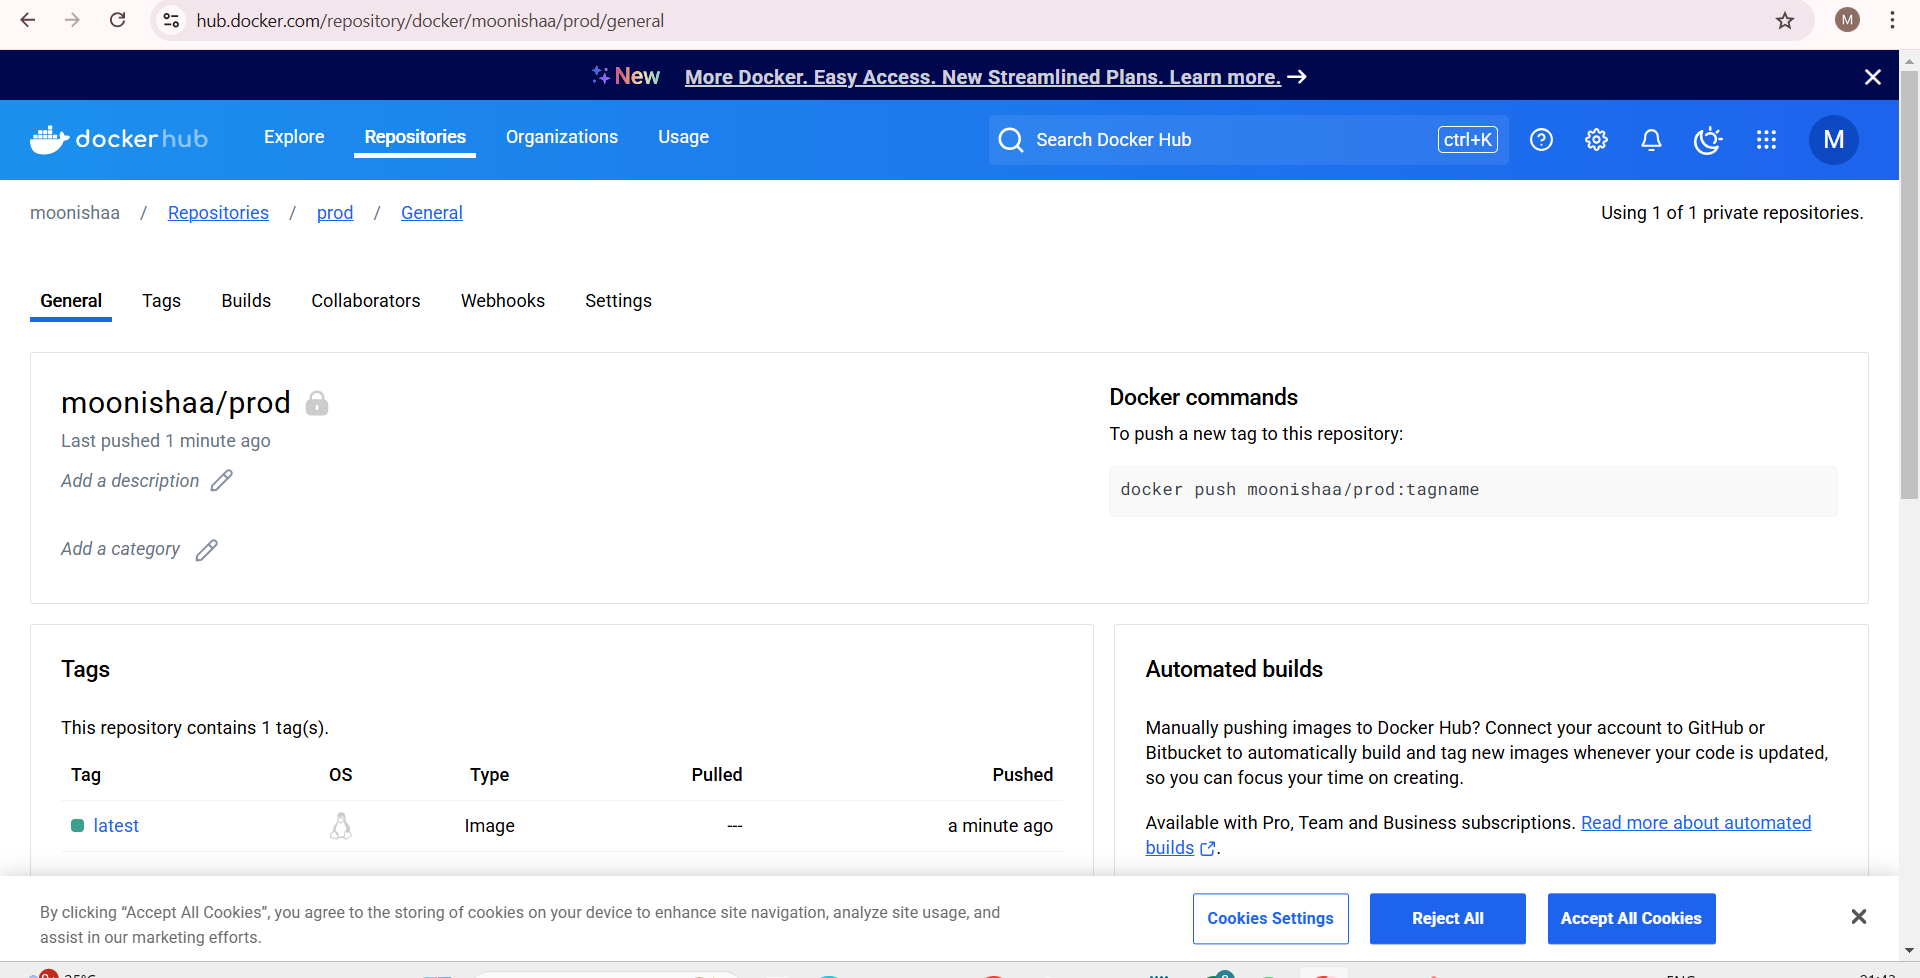 hub.docker.com/repository/docker/moonishaa/prod/general
M
New More Docker. Easy Access. New Streamlined Plans. Learn more. →
docker hub Explore Repositories Organizations Usage Search Docker Hub ctrl+K M
moonishaa / Repositories / prod / General Using 1 of 1 private repositories.
General Tags Builds Collaborators Webhooks Settings
moonishaa/prod
Last pushed 1 minute ago
Add a description
Add a category
Docker commands
To push a new tag to this repository:
docker push moonishaa/prod:tagname
Tags
This repository contains 1 tag(s).
Tag OS Type Pulled Pushed
latest Image --- a minute ago
Automated builds
Manually pushing images to Docker Hub? Connect your account to GitHub or
Bitbucket to automatically build and tag new images whenever your code is updated,
so you can focus your time on creating.
Available with Pro, Team and Business subscriptions. Read more about automated
builds.
By clicking “Accept All Cookies”, you agree to the storing of cookies on your device to enhance site navigation, analyze site usage, and
assist in our marketing efforts.
Cookies Settings Reject All Accept All Cookies